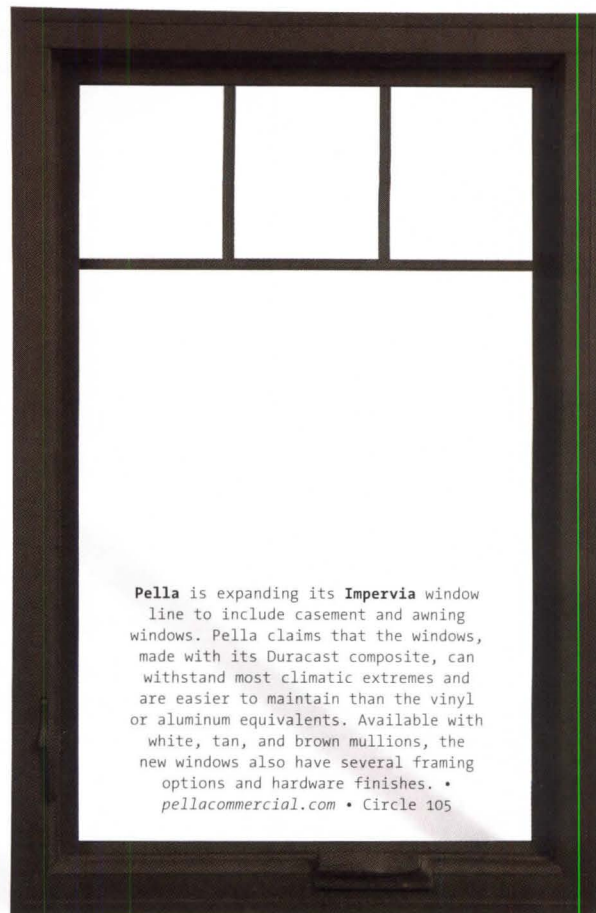 Pella is expanding its Impervia window
line to include casement and awning
windows. Pella claims that the windows,
made with its Duracast composite, can
withstand most climatic extremes and
are easier to maintain than the vinyl
or aluminum equivalents. Available with
white, tan, and brown mullions, the
new windows also have several framing
options and hardware finishes. •
pellacommercial.com • Circle 105